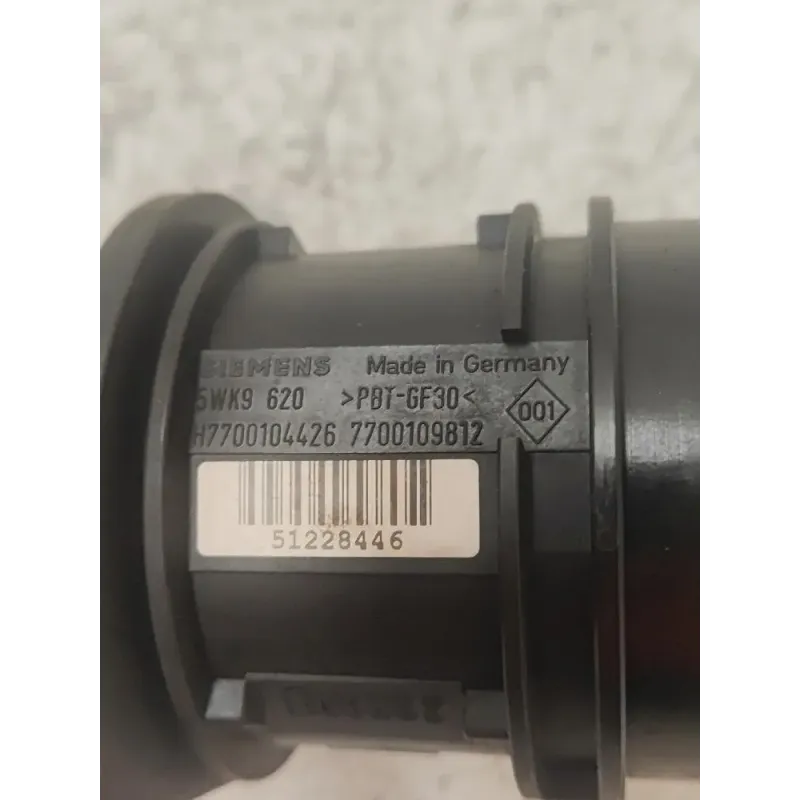 SIEMENS Made in Germany
5WK9 620 >PBT-GF30<
001
H7700104426 7700109812
51228446